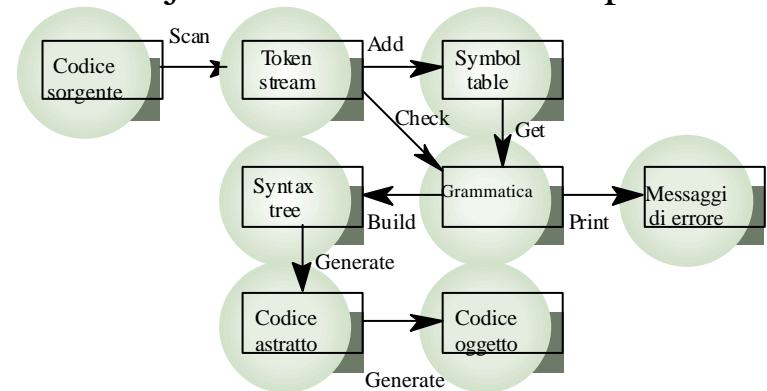 Scan
Codice
sorgente
Token
stream
Add
Symbol
table
Check
Get
Syntax
tree
Build
Grammatica
Print
Messaggi
di errore
Generate
Codice
astratto
Codice
oggetto
Generate